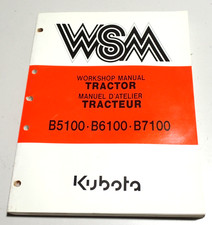 WSM
WORKSHOP MANUAL
TRACTOR
MANUEL D'ATELIER
TRACTEUR
B5100·B6100·B7100
Kubota